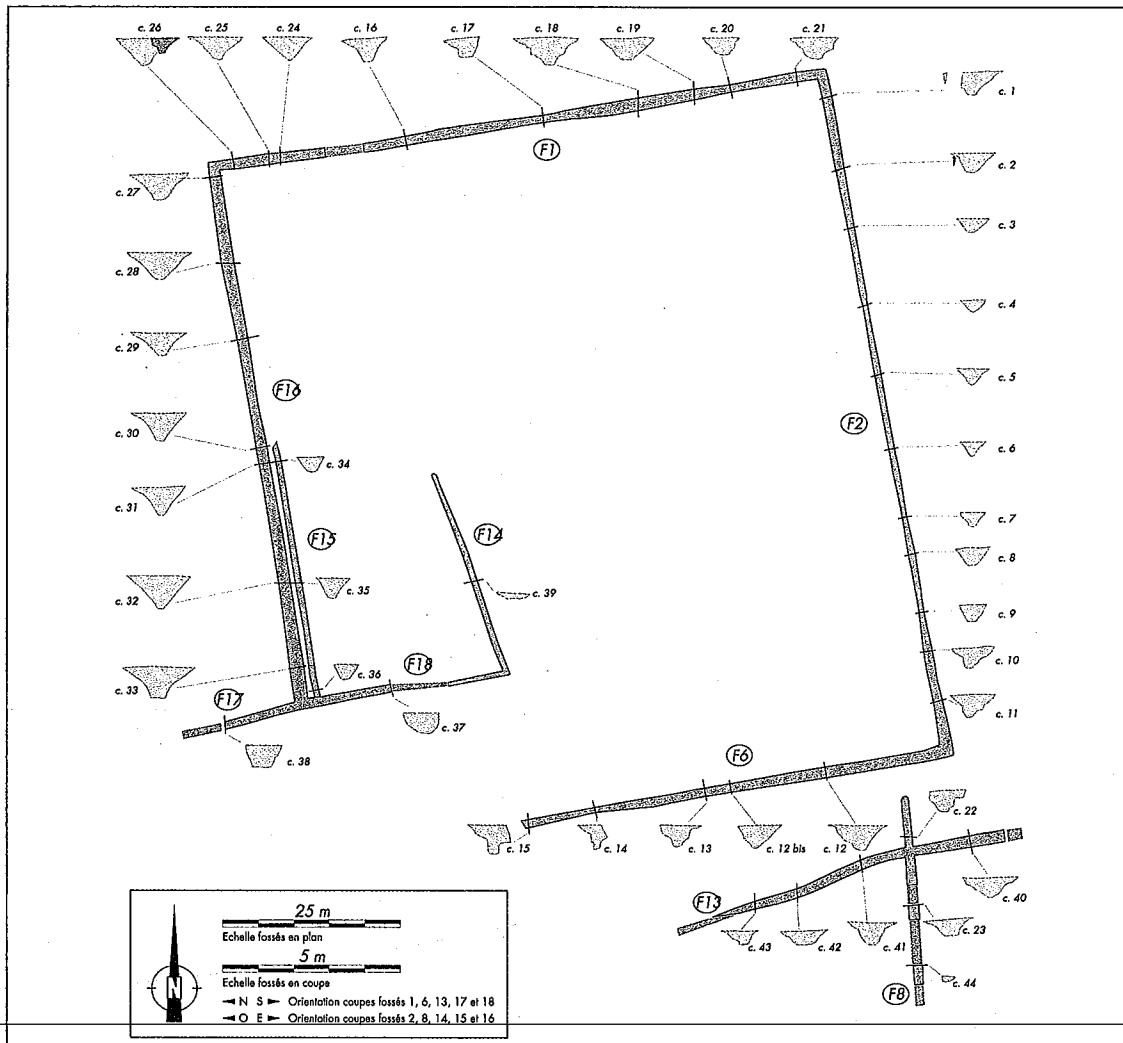 c. 26 c. 25 c. 24 c. 16 c. 17 c. 18 c. 19 c. 20 c. 21
c. 1
F1
c. 2
c. 27
c. 3
c. 28
c. 4
c. 29
c. 5
F16
F2
c. 30
c. 6
c. 34
c. 31
c. 7
F15
F14
c. 8
c. 32
c. 35
c. 39
c. 9
c. 10
c. 36
F18
c. 33
F17
c. 11
c. 37
c. 38
F6
c. 22
c. 15 c. 14 c. 13 c. 12 bis c. 12
c. 40
F13
c. 43 c. 42 c. 41 c. 23
c. 44
F8
25 m
Echelle fossés en plan
5 m
Echelle fossés en coupe
N
N S Orientation coupes fossés 1, 6, 13, 17 et 18
O E Orientation coupes fossés 2, 8, 14, 15 et 16